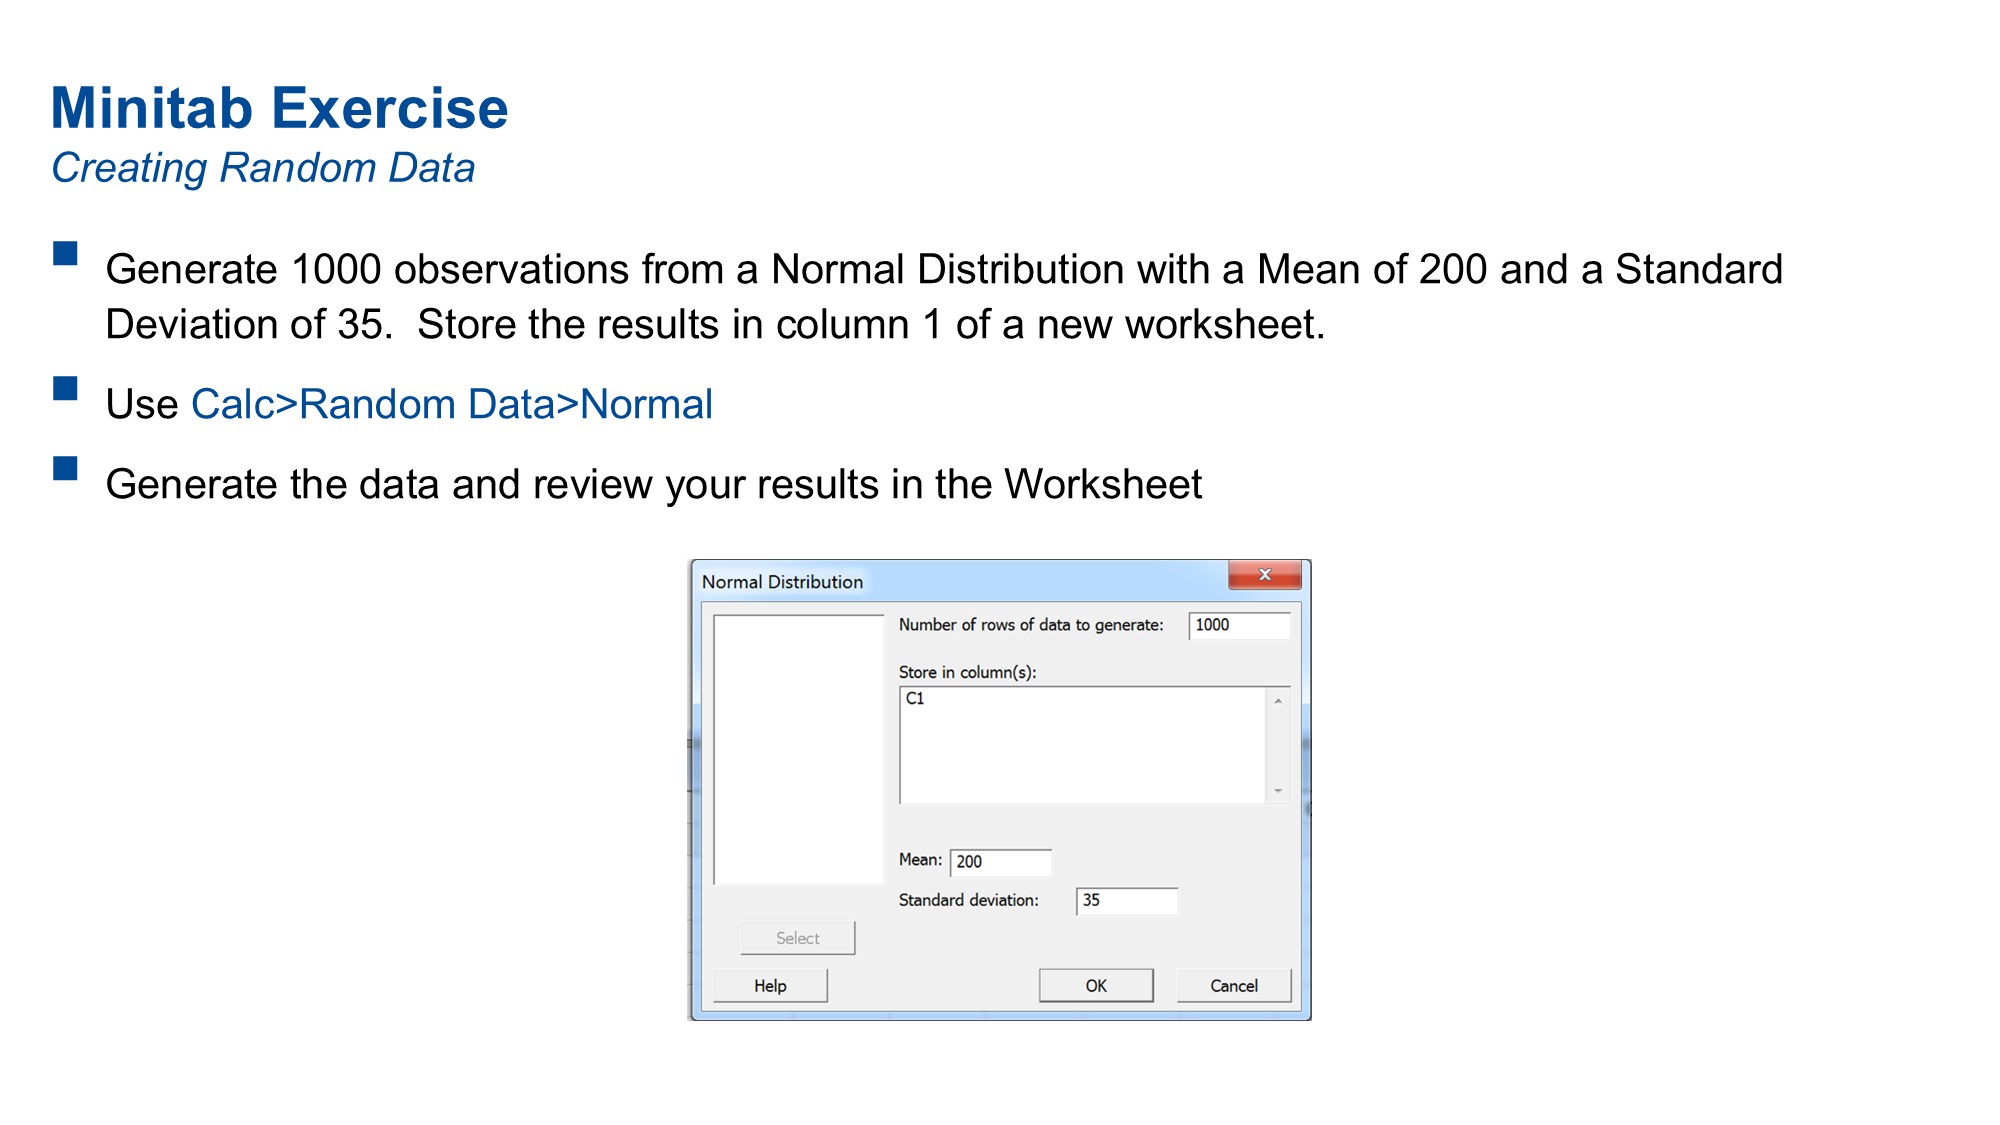 Minitab Exercise
Creating Random Data
Generate 1000 observations from a Normal Distribution with a Mean of 200 and a Standard
Deviation of 35.  Store the results in column 1 of a new worksheet.
Use Calc>Random Data>Normal
Generate the data and review your results in the Worksheet
Normal Distribution
x
Number of rows of data to generate: 1000
Store in column(s):
C1
Mean: 200
Standard deviation: 35
Select
Help OK Cancel